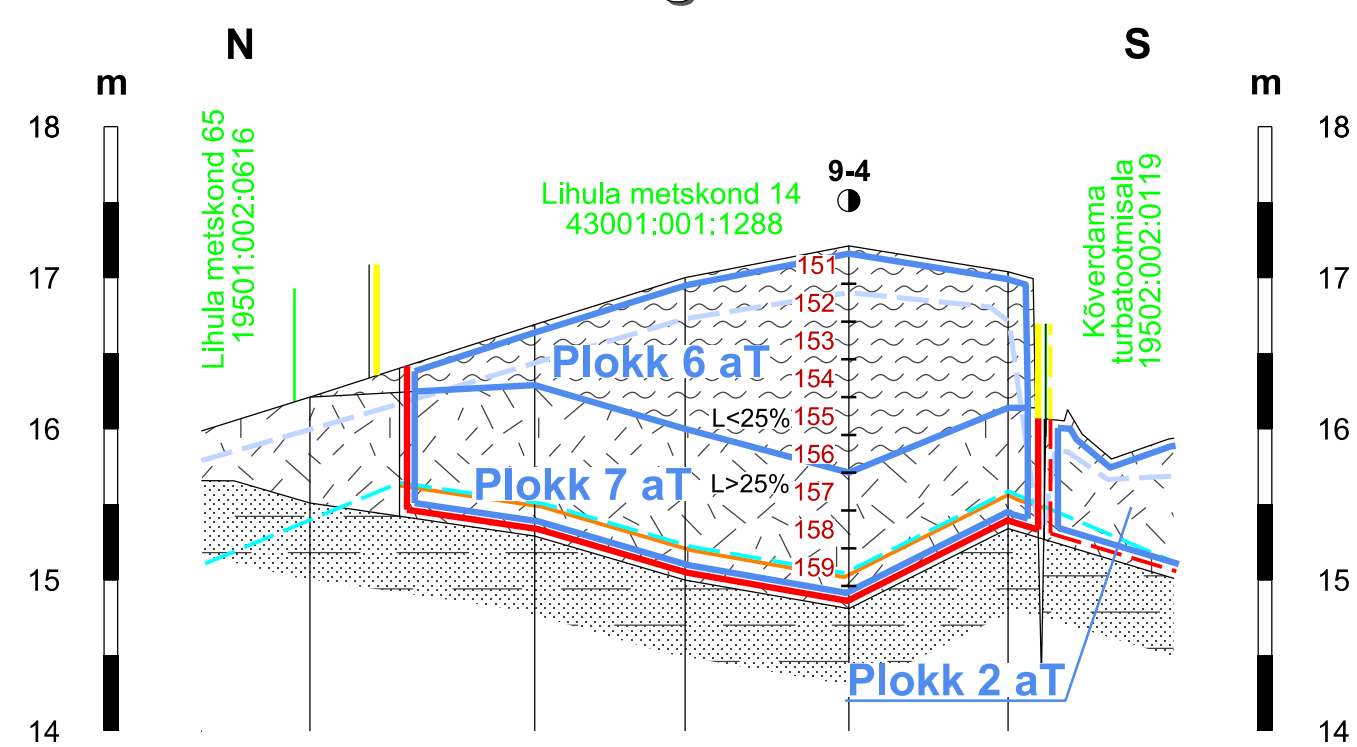 N
S
m
m
18
18
Lihula metskond 65
19501:002:0616
Lihula metskond 14
43001:001:1288
9-4
Kõverdama
turbatootmisala
19502:002:0119
17
17
151
152
153
Plokk 6 aT
154
L<25%
155
16
16
156
Plokk 7 aT
L>25%
157
158
159
15
15
Plokk 2 aT
14
14